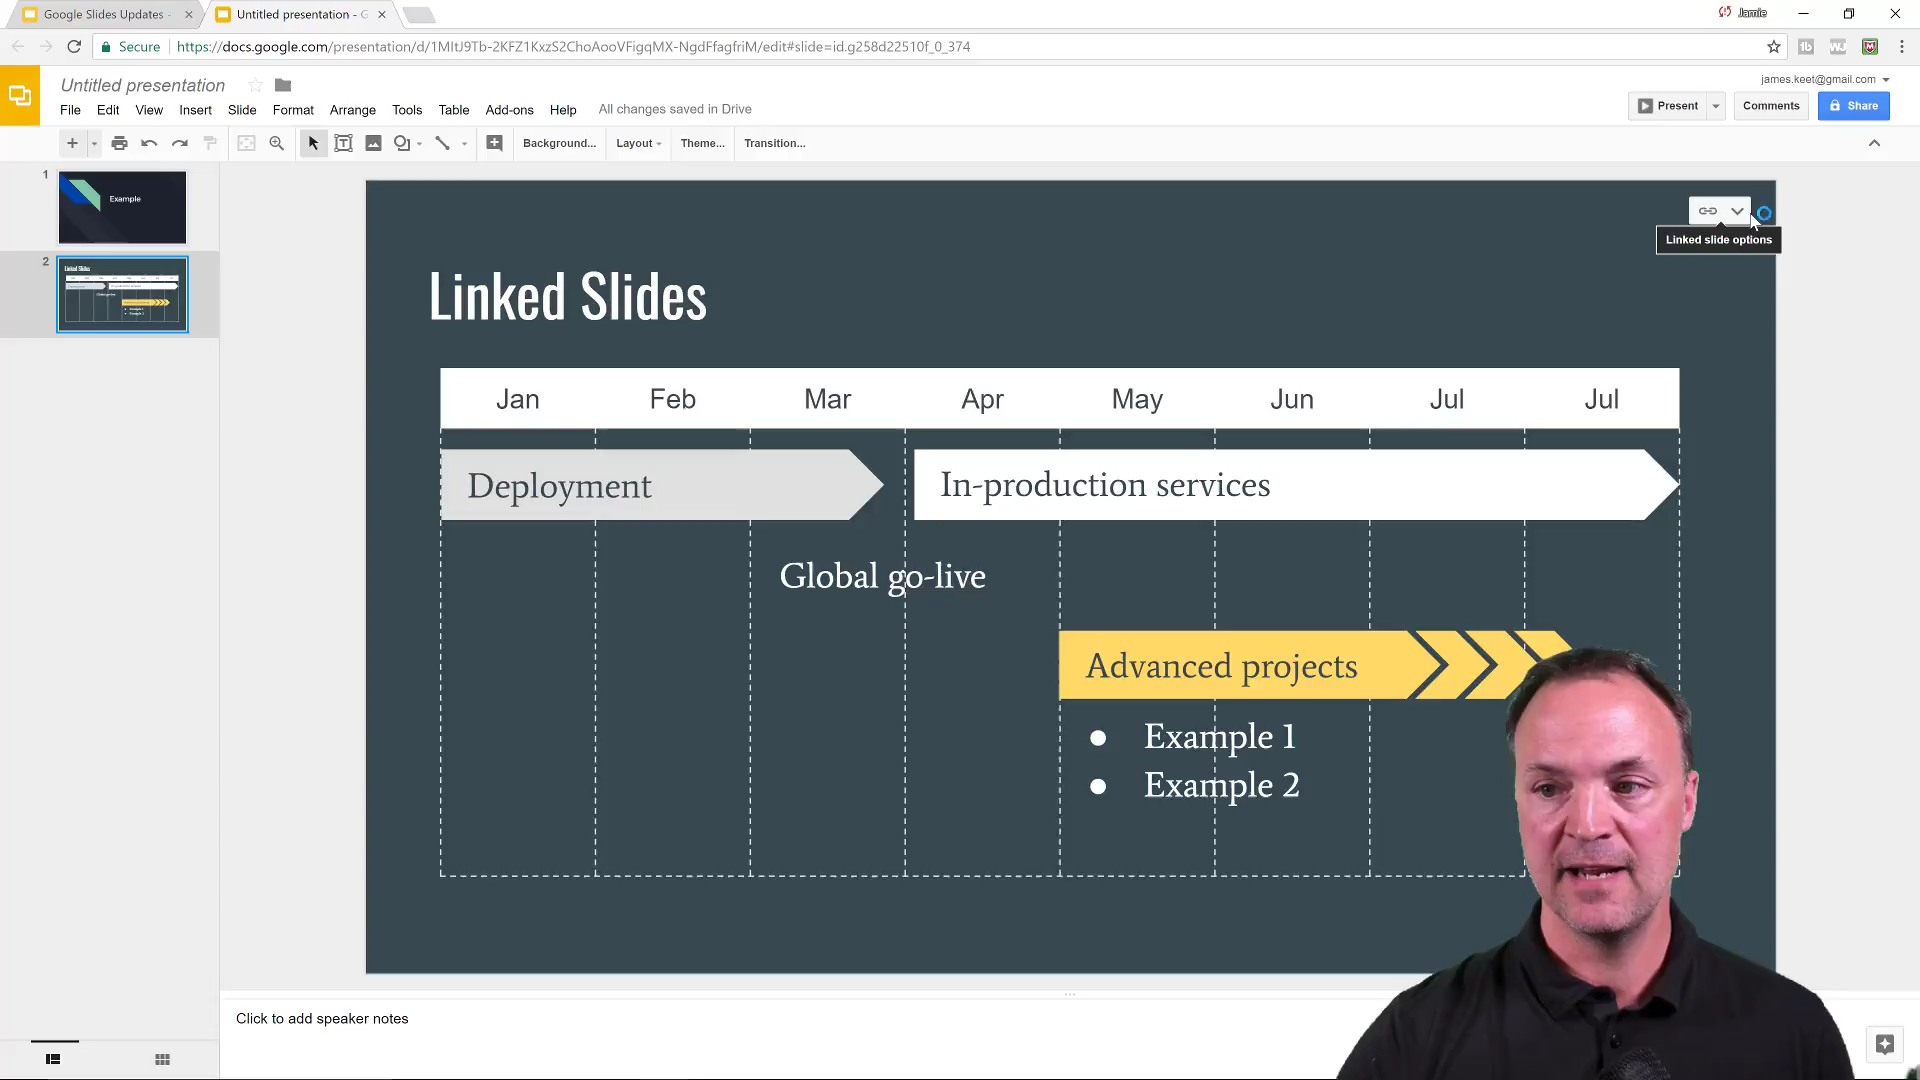 Google Slides Updates -
Untitled presentation - G
Jamie
Secure
https://docs.google.com/presentation/d/1MItJ9Tb-2KFZ1KxzS2ChoAooVFigqMX-NgdFfagfriM/edit#slide=id.g258d22510f_0_374
Untitled presentation
james.keet@gmail.com
File Edit View Insert Slide Format Arrange Tools Table Add-ons Help All changes saved in Drive
Present Comments Share
Background... Layout Theme... Transition...
1
Example
2
Linked slide options
Linked Slides
Jan Feb Mar Apr May Jun Jul Jul
Deployment
In-production services
Global go-live
Advanced projects
● Example 1
● Example 2
Click to add speaker notes